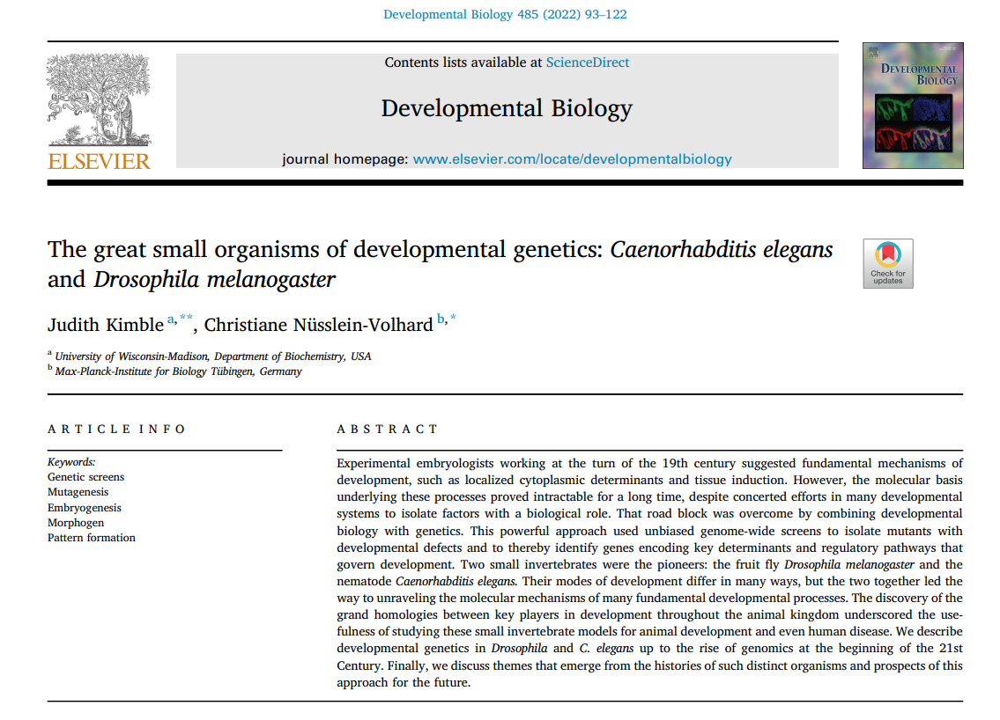 Developmental Biology 485 (2022) 93–122
ELSEVIER
Contents lists available at ScienceDirect
Developmental Biology
journal homepage: www.elsevier.com/locate/developmentalbiology
DEVELOPMENTAL
BIOLOGY
The great small organisms of developmental genetics: Caenorhabditis elegans
and Drosophila melanogaster
Check for
updates
Judith Kimble a,**, Christiane Nüsslein-Volhard b,*
a University of Wisconsin-Madison, Department of Biochemistry, USA
b Max-Planck-Institute for Biology Tübingen, Germany
ARTICLE INFO
Keywords:
Genetic screens
Mutagenesis
Embryogenesis
Morphogen
Pattern formation
ABSTRACT
Experimental embryologists working at the turn of the 19th century suggested fundamental mechanisms of
development, such as localized cytoplasmic determinants and tissue induction. However, the molecular basis
underlying these processes proved intractable for a long time, despite concerted efforts in many developmental
systems to isolate factors with a biological role. That road block was overcome by combining developmental
biology with genetics. This powerful approach used unbiased genome-wide screens to isolate mutants with
developmental defects and to thereby identify genes encoding key determinants and regulatory pathways that
govern development. Two small invertebrates were the pioneers: the fruit fly Drosophila melanogaster and the
nematode Caenorhabditis elegans. Their modes of development differ in many ways, but the two together led the
way to unraveling the molecular mechanisms of many fundamental developmental processes. The discovery of the
grand homologies between key players in development throughout the animal kingdom underscored the use-
fulness of studying these small invertebrate models for animal development and even human disease. We describe
developmental genetics in Drosophila and C. elegans up to the rise of genomics at the beginning of the 21st
Century. Finally, we discuss themes that emerge from the histories of such distinct organisms and prospects of this
approach for the future.